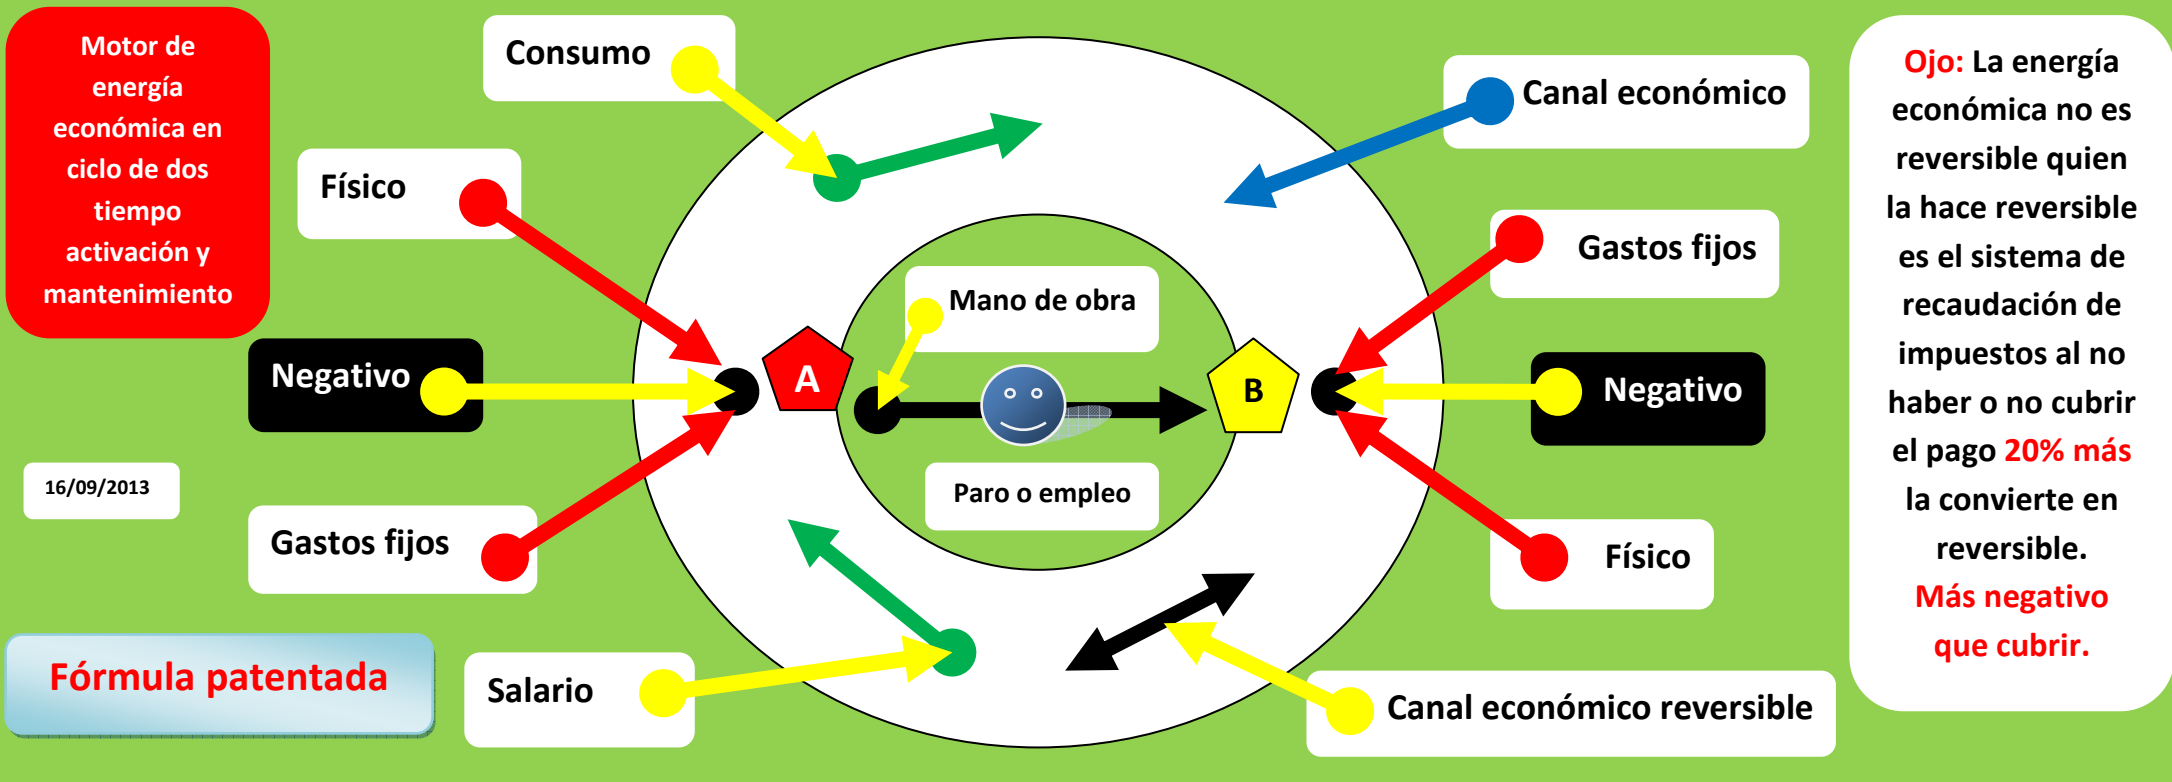 Motor de
energía
económica en
ciclo de dos
tiempo
activación y
mantenimiento
Consumo
Físico
Negativo
16/09/2013
Gastos fijos
Fórmula patentada
Salario
A
Mano de obra
Paro o empleo
B
Canal económico
Gastos fijos
Negativo
Físico
Canal económico reversible
Ojo: La energía
económica no es
reversible quien
la hace reversible
es el sistema de
recaudación de
impuestos al no
haber o no cubrir
el pago 20% más
la convierte en
reversible.
Más negativo
que cubrir.